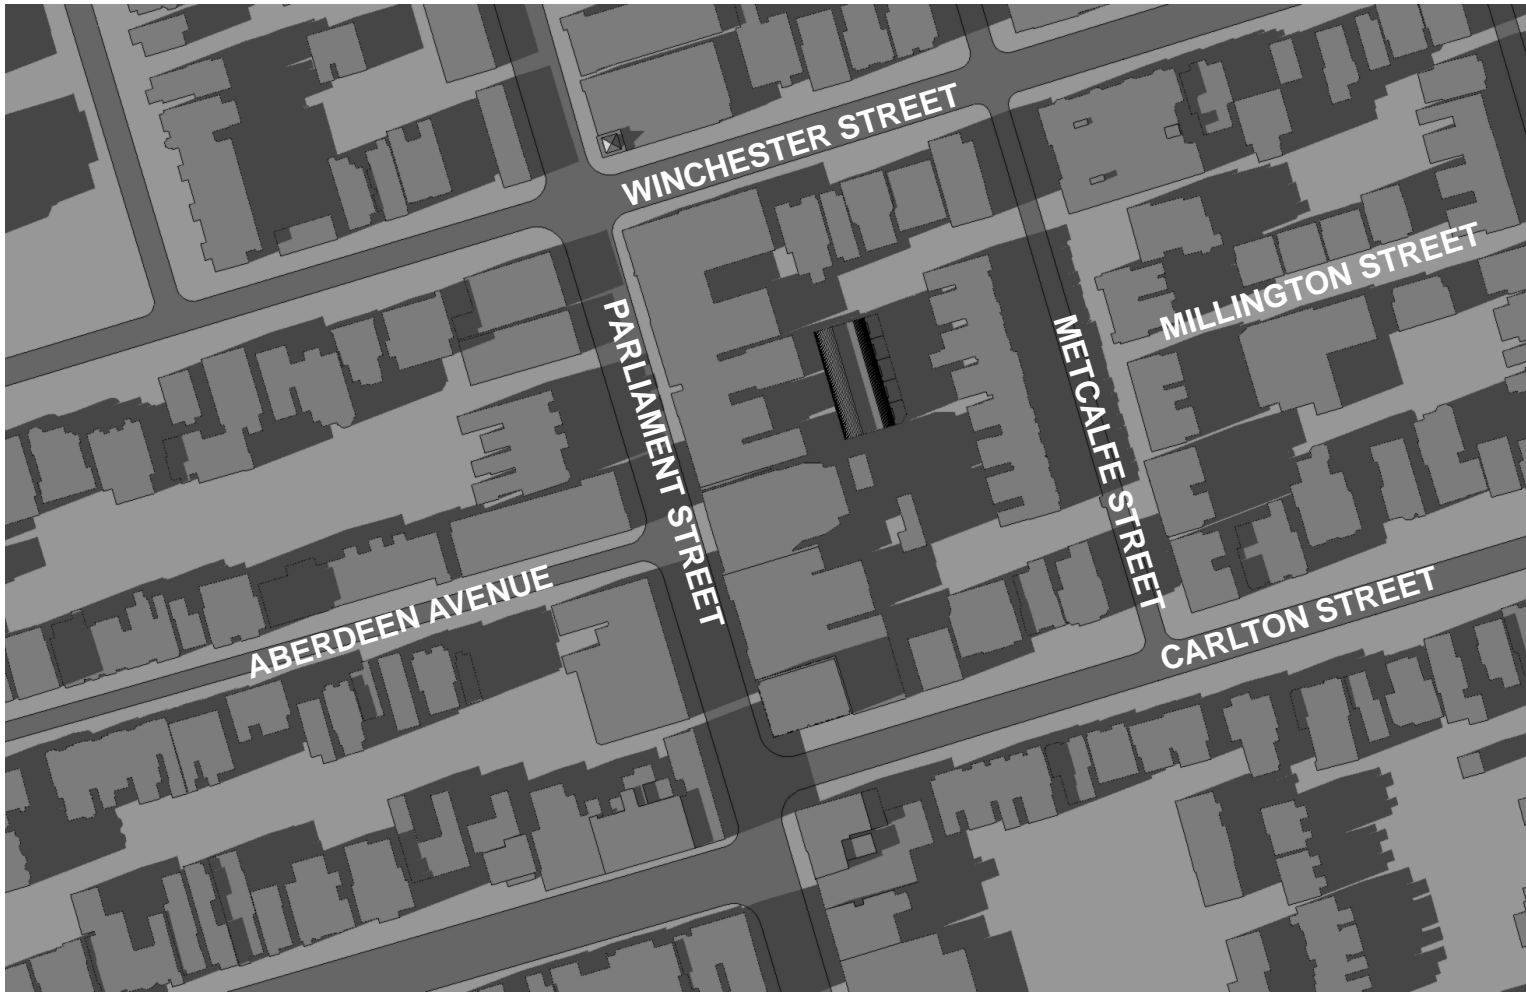 WINCHESTER STREET
MILLINGTON STREET
PARLIAMENT STREET
METCALFE STREET
ABERDEEN AVENUE
CARLTON STREET